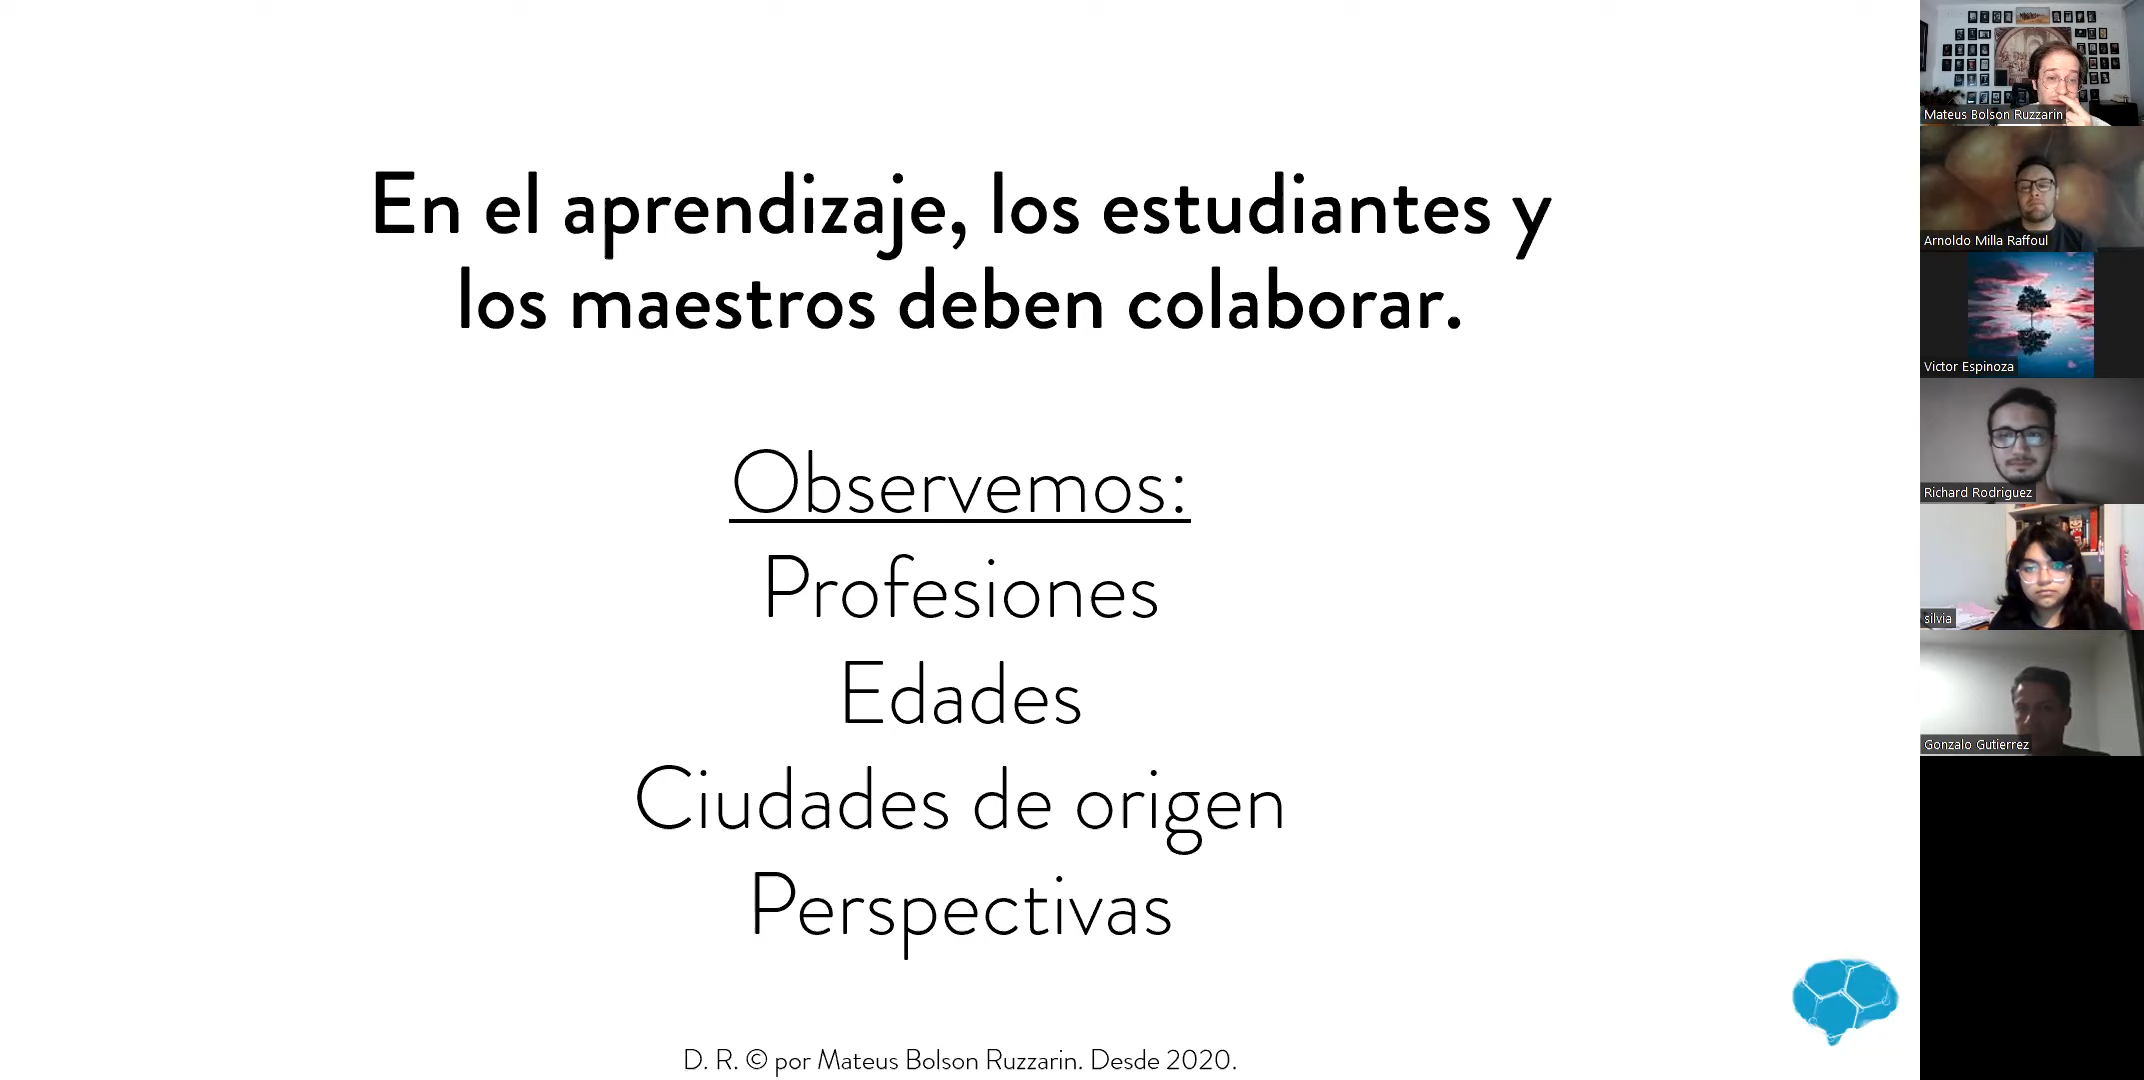 En el aprendizaje, los estudiantes y
los maestros deben colaborar.
Observemos:
Profesiones
Edades
Ciudades de origen
Perspectivas
D. R. © por Mateus Bolson Ruzzarin. Desde 2020.
Mateus Bolson Ruzzarin
Arnoldo Milla Raffoul
Victor Espinoza
Richard Rodriguez
silvia
Gonzalo Gutierrez